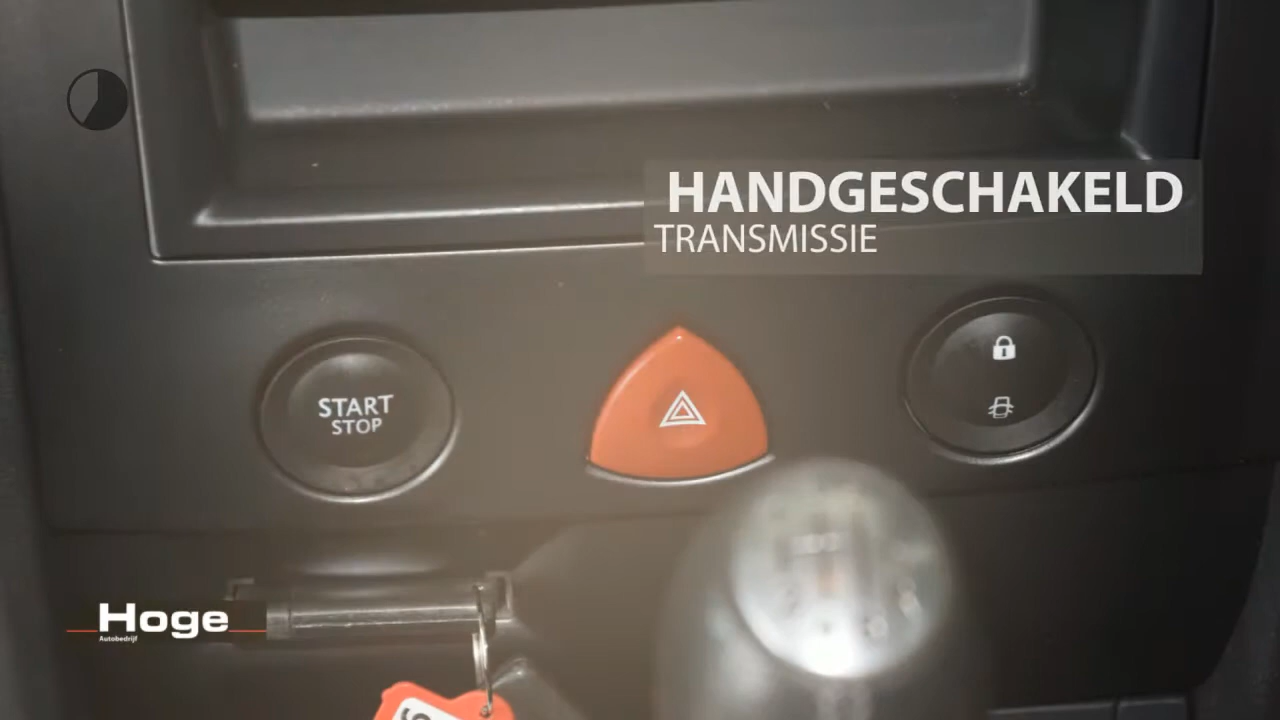 HANDGESCHAKELD
TRANSMISSIE
START
STOP
Hoge
Autobedrijf